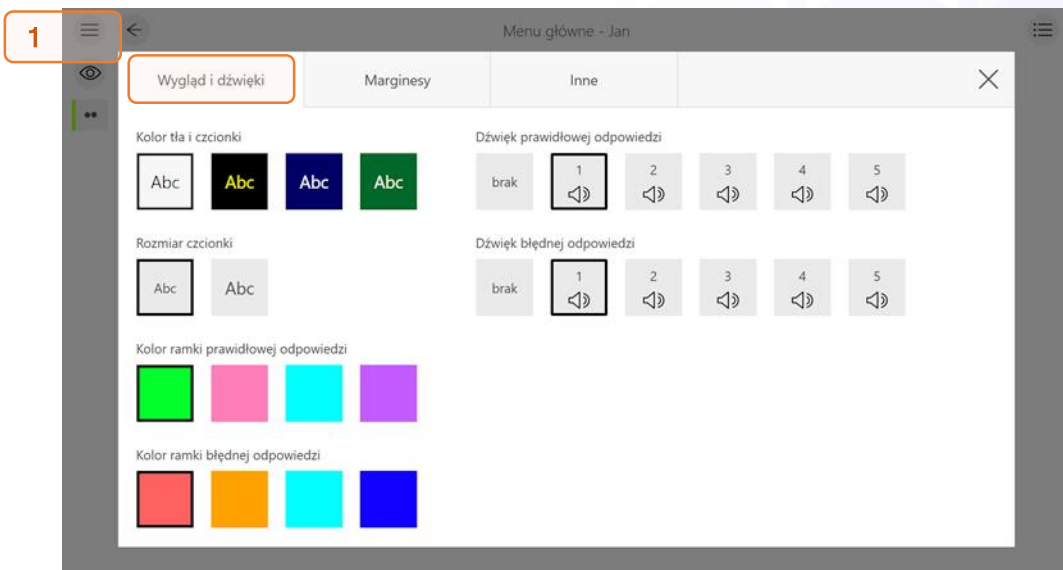 1
Menu główne - Jan
Wygląd i dźwięki
Marginesy
Inne
Kolor tła i czcionki
Abc Abc Abc Abc
Dźwięk prawidłowej odpowiedzi
brak 1 2 3 4 5
Rozmiar czcionki
Abc Abc
Dźwięk błędnej odpowiedzi
brak 1 2 3 4 5
Kolor ramki prawidłowej odpowiedzi
Kolor ramki błędnej odpowiedzi